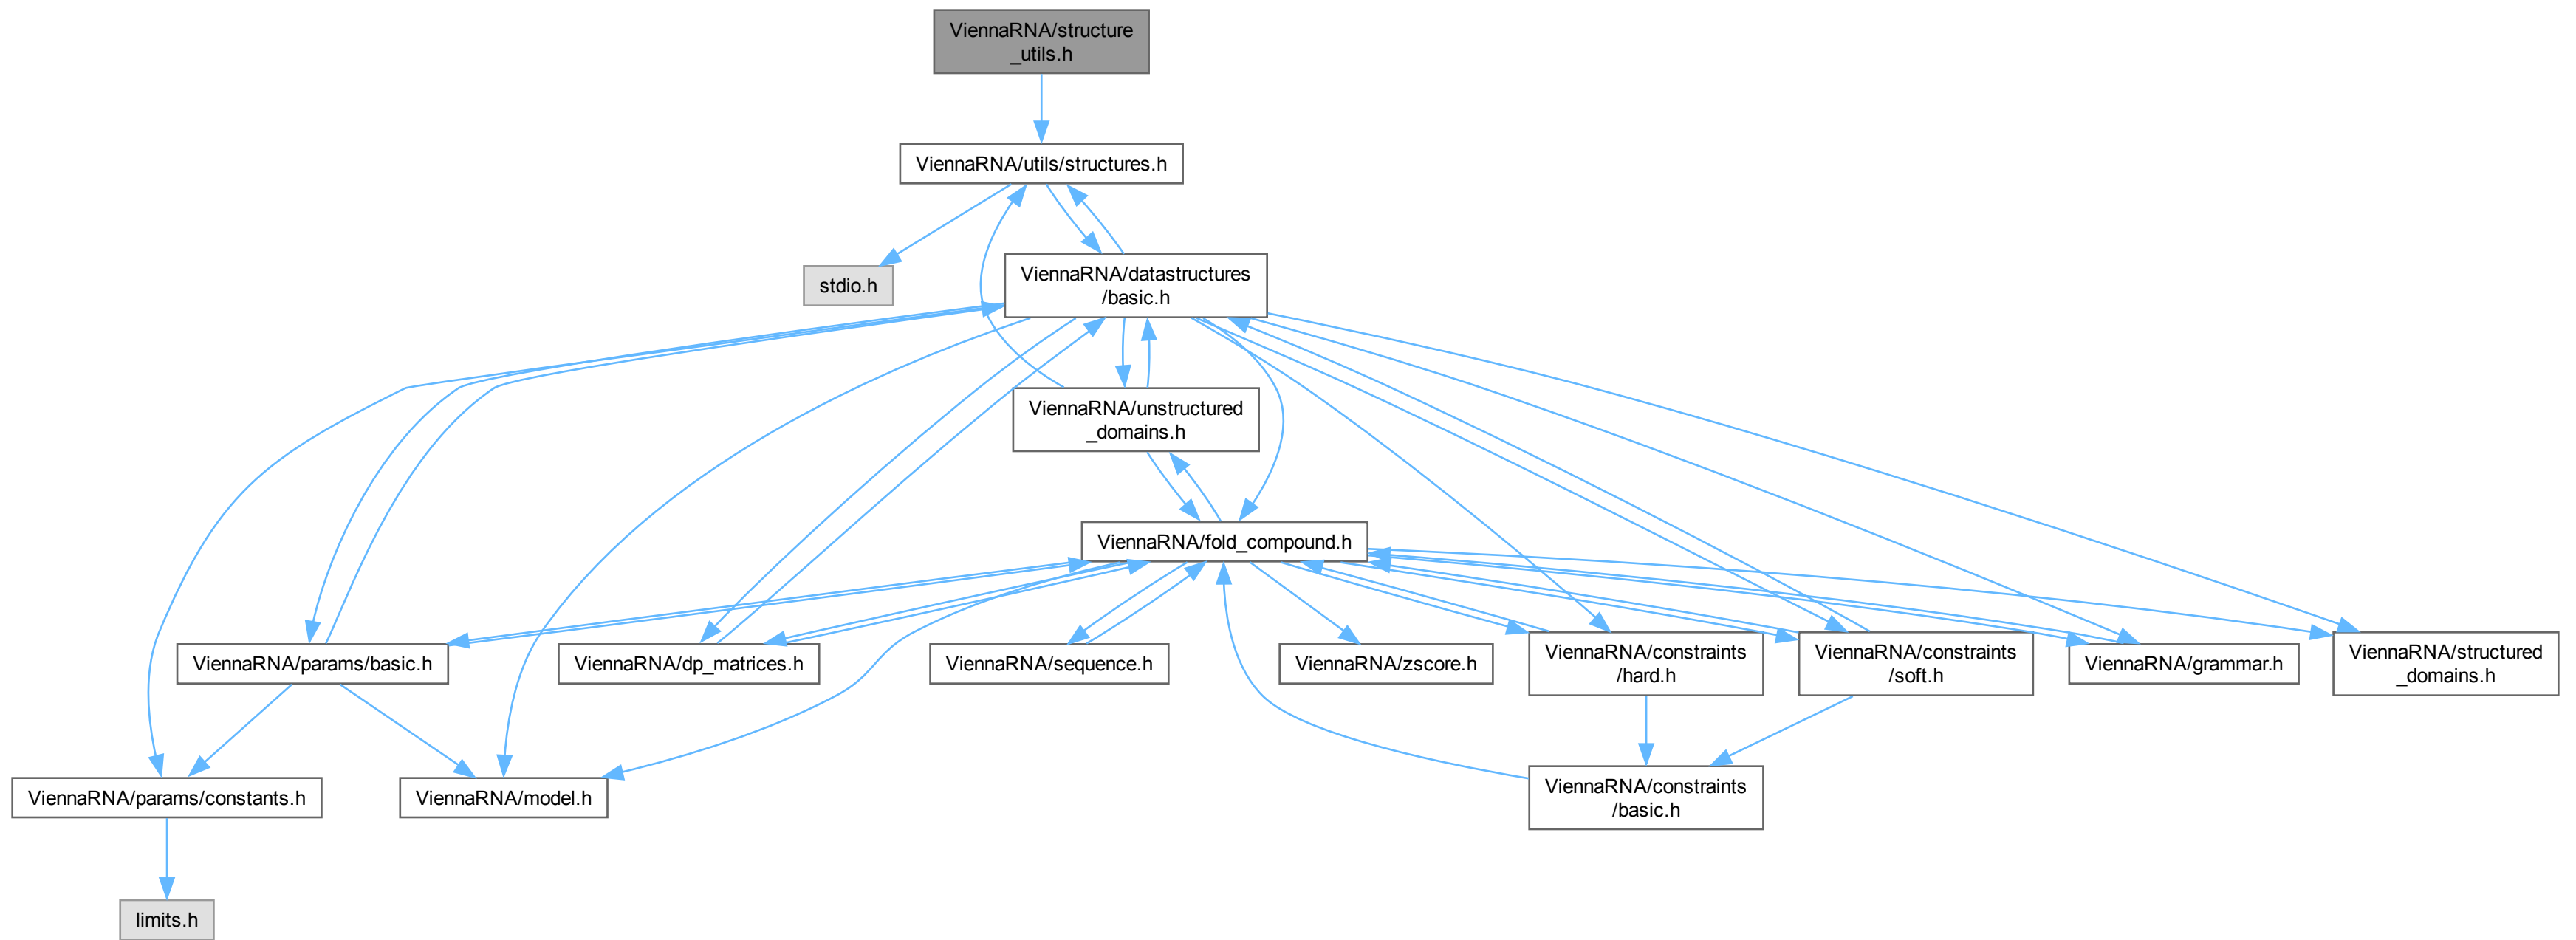 ViennaRNA/structure
_utils.h
ViennaRNA/utils/structures.h
stdio.h
ViennaRNA/datastructures
/basic.h
ViennaRNA/unstructured
_domains.h
ViennaRNA/fold_compound.h
ViennaRNA/params/basic.h
ViennaRNA/dp_matrices.h
ViennaRNA/sequence.h
ViennaRNA/zscore.h
ViennaRNA/constraints
/hard.h
ViennaRNA/constraints
/soft.h
ViennaRNA/grammar.h
ViennaRNA/structured
_domains.h
ViennaRNA/params/constants.h
ViennaRNA/model.h
ViennaRNA/constraints
/basic.h
limits.h